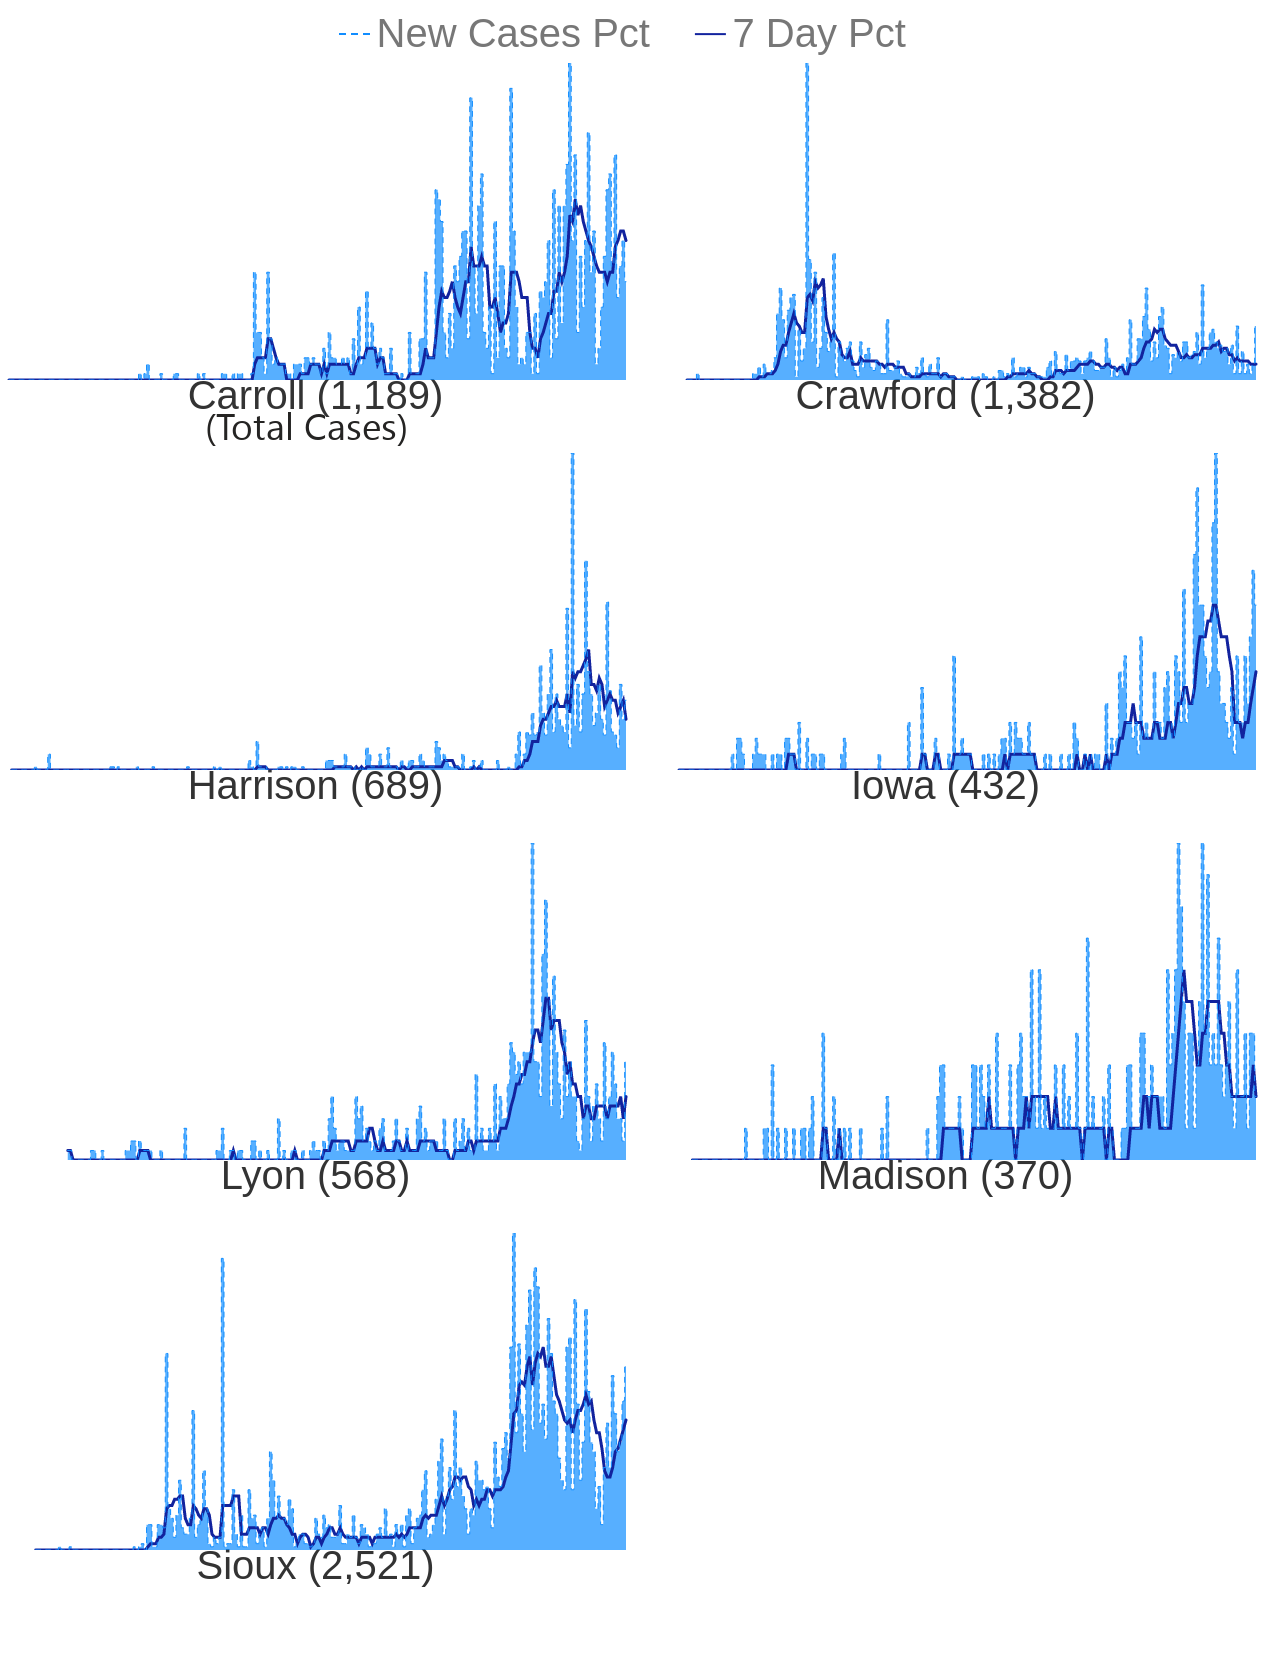 New Cases Pct 7 Day Pct
Carroll (1,189) Crawford (1,382)
(Total Cases)
Harrison (689) Iowa (432)
Lyon (568) Madison (370)
Sioux (2,521)